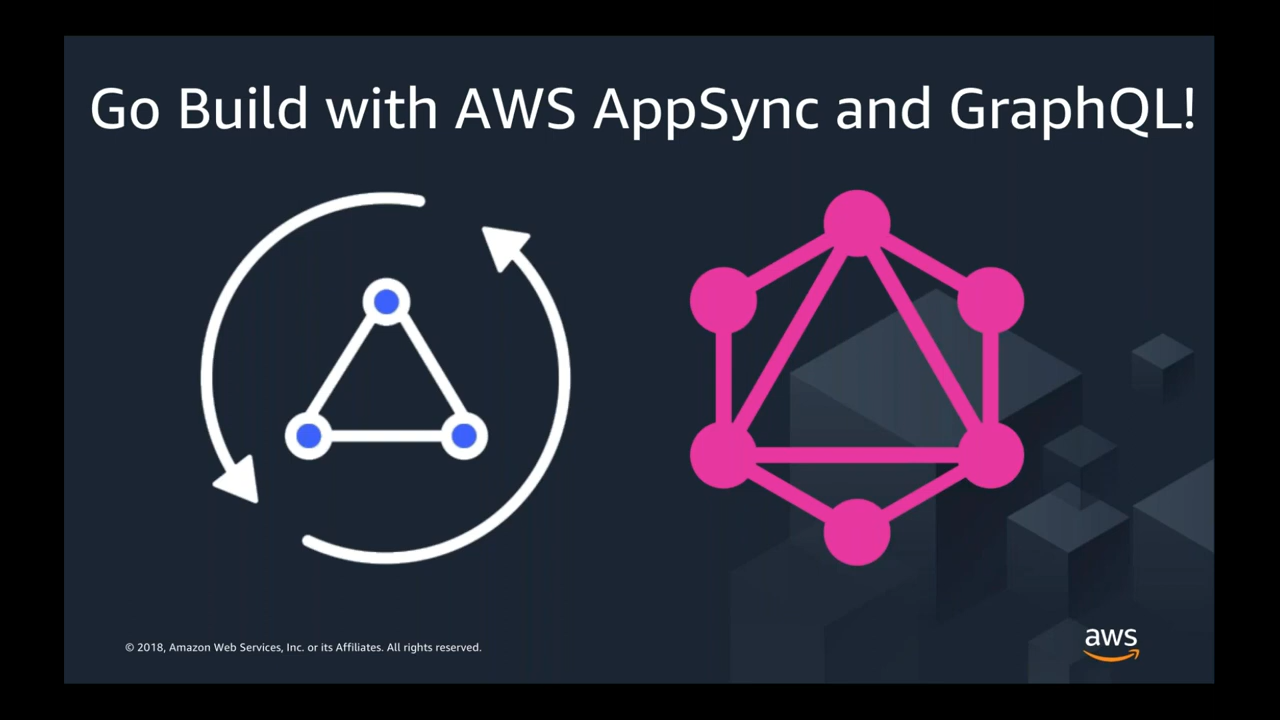 Go Build with AWS AppSync and GraphQL!
© 2018, Amazon Web Services, Inc. or its Affiliates. All rights reserved.
aws